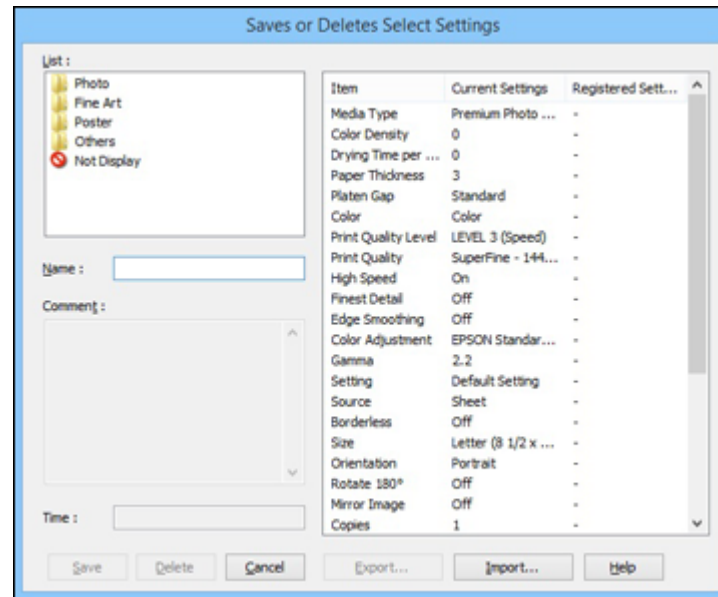 Saves or Deletes Select Settings
List :
Photo
Fine Art
Poster
Others
Not Display
Name :
Comment :
Time :
Item Current Settings Registered Sett...
Media Type Premium Photo ... -
Color Density 0 -
Drying Time per ... 0 -
Paper Thickness 3 -
Platen Gap Standard -
Color Color -
Print Quality Level LEVEL 3 (Speed) -
Print Quality SuperFine - 144... -
High Speed On -
Finest Detail Off -
Edge Smoothing Off -
Color Adjustment EPSON Standar... -
Gamma 2.2 -
Setting Default Setting -
Source Sheet -
Borderless Off -
Size Letter (8 1/2 x ... -
Orientation Portrait -
Rotate 180° Off -
Mirror Image Off -
Copies 1 -
Save Delete Cancel Export... Import... Help